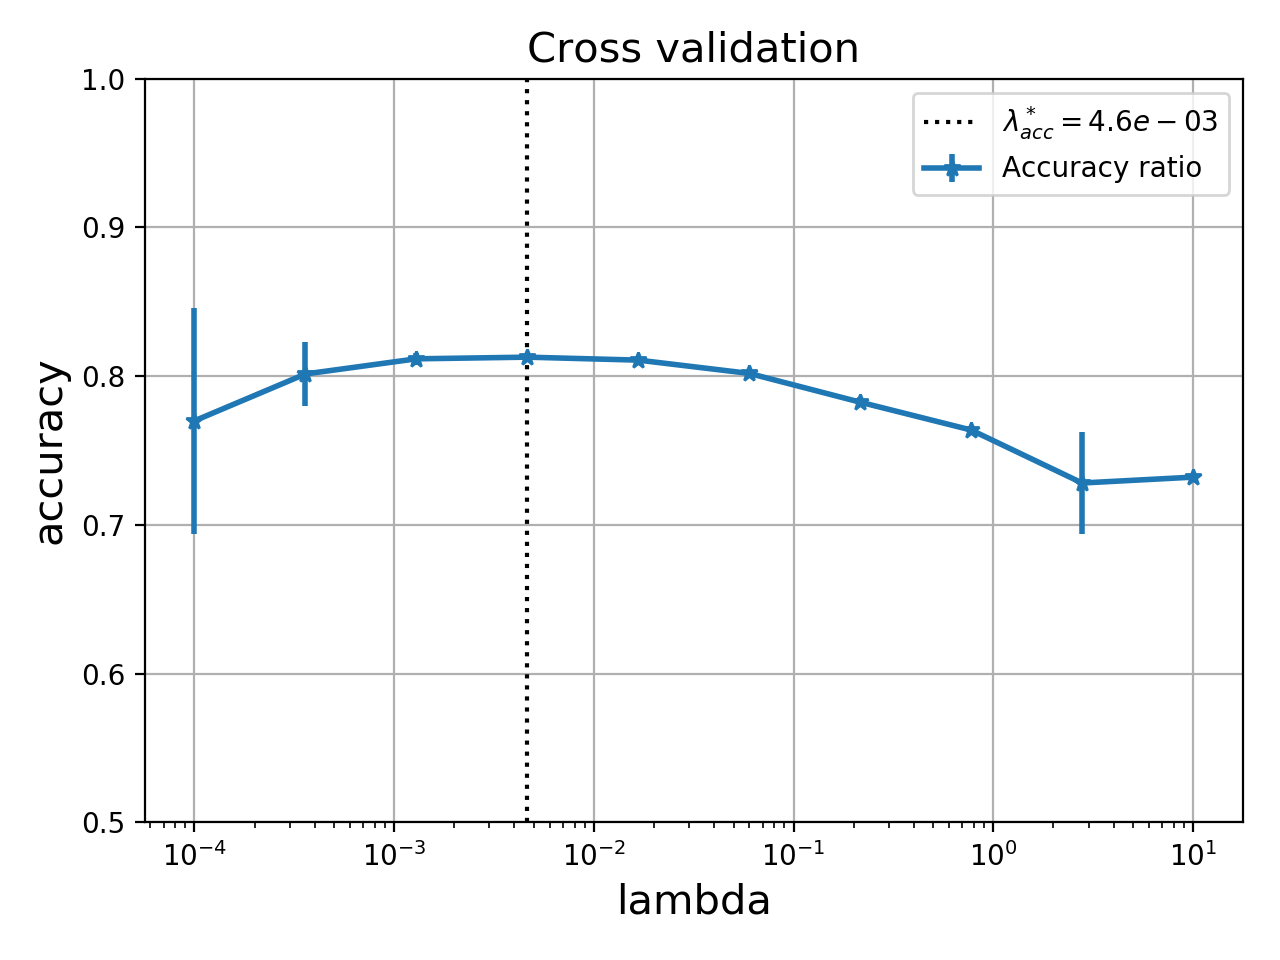 Cross validation
1.0
0.9
0.8
0.7
0.6
0.5
accuracy
λ*acc = 4.6e − 03
Accuracy ratio
10⁻⁴ 10⁻³ 10⁻² 10⁻¹ 10⁰ 10¹
lambda